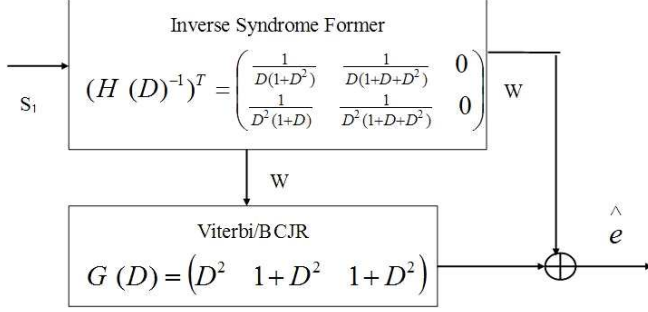 Inverse Syndrome Former
(H (D)⁻¹)ᵀ = ( 1/D(1+D²) 1/D(1+D+D²) 0
1/D²(1+D) 1/D²(1+D+D²) 0 )
S₁
W
W
Viterbi/BCJR
^
e
G (D) = (D² 1+D² 1+D²)